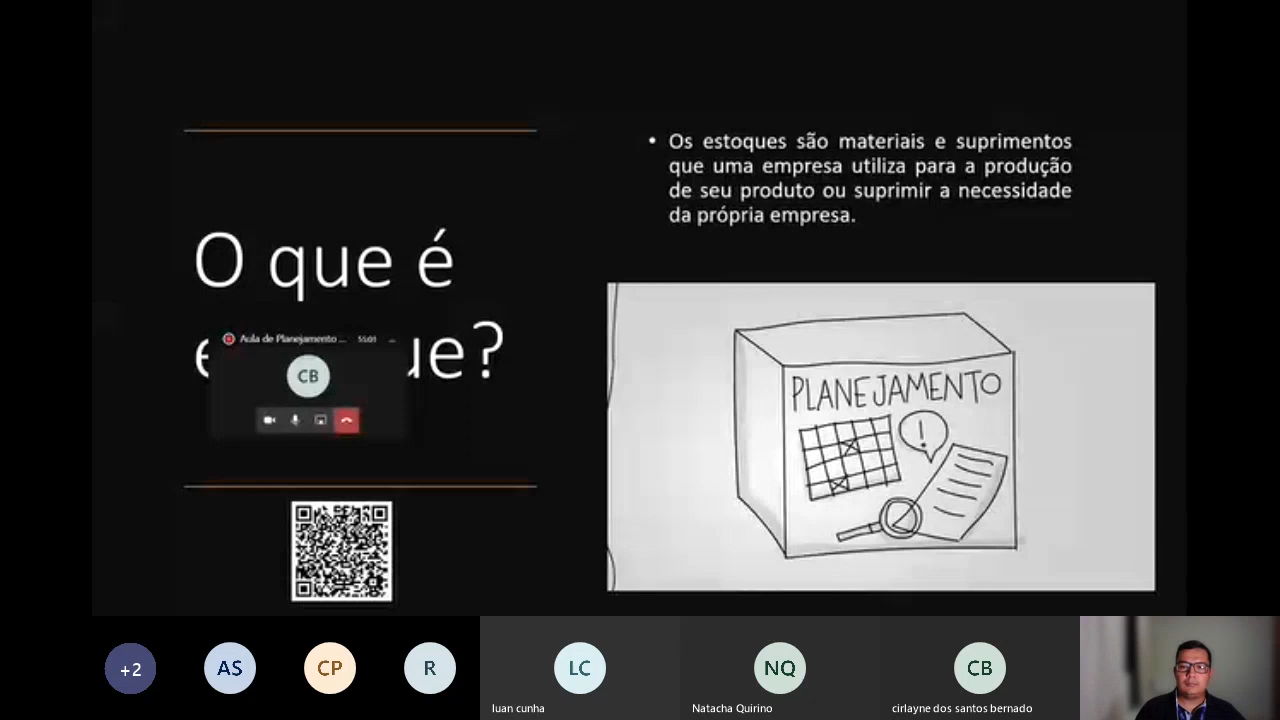 Os estoques são materiais e suprimentos
que uma empresa utiliza para a produção
de seu produto ou suprimir a necessidade
da própria empresa.
O que é
e ue?
Aula de Planejamento ... 55:01 ...
CB
PLANEJAMENTO
!
+2
AS
CP
R
LC
NQ
CB
luan cunha
Natacha Quirino
cirlayne dos santos bernado